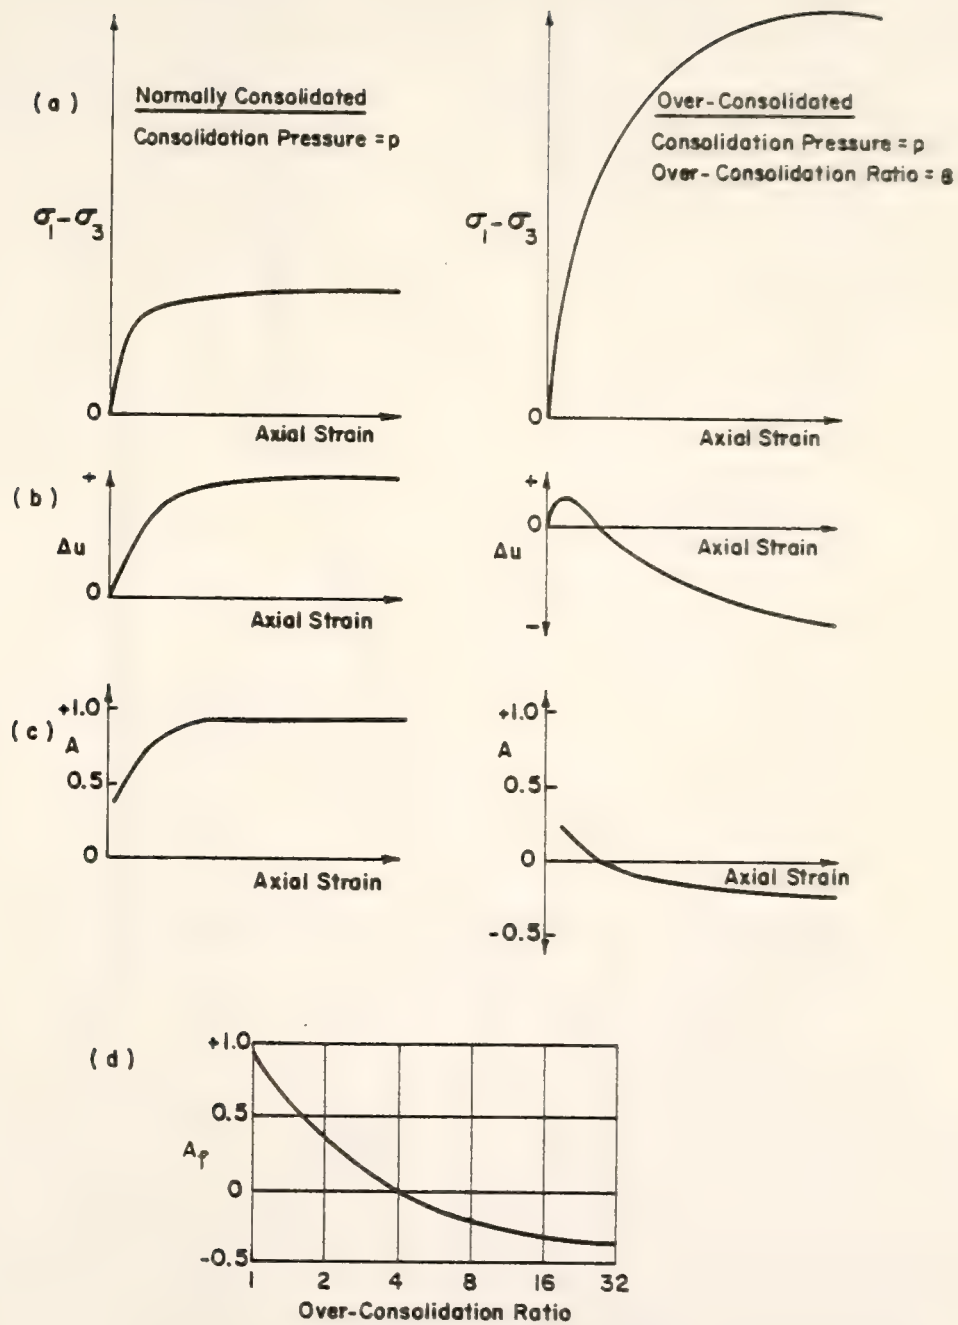 (a)
Normally Consolidated
Consolidation Pressure = p
σ₁-σ₃
0
Axial Strain
Over-Consolidated
Consolidation Pressure = p
Over-Consolidation Ratio = 8
σ₁-σ₃
0
Axial Strain
(b)
+
Δu
0
Axial Strain
+
0
Δu
-
Axial Strain
(c)
+1.0
A
0.5
0
Axial Strain
+1.0
A
0.5
0
-0.5
Axial Strain
(d)
+1.0
0.5
A_f
0
-0.5
1 2 4 8 16 32
Over-Consolidation Ratio